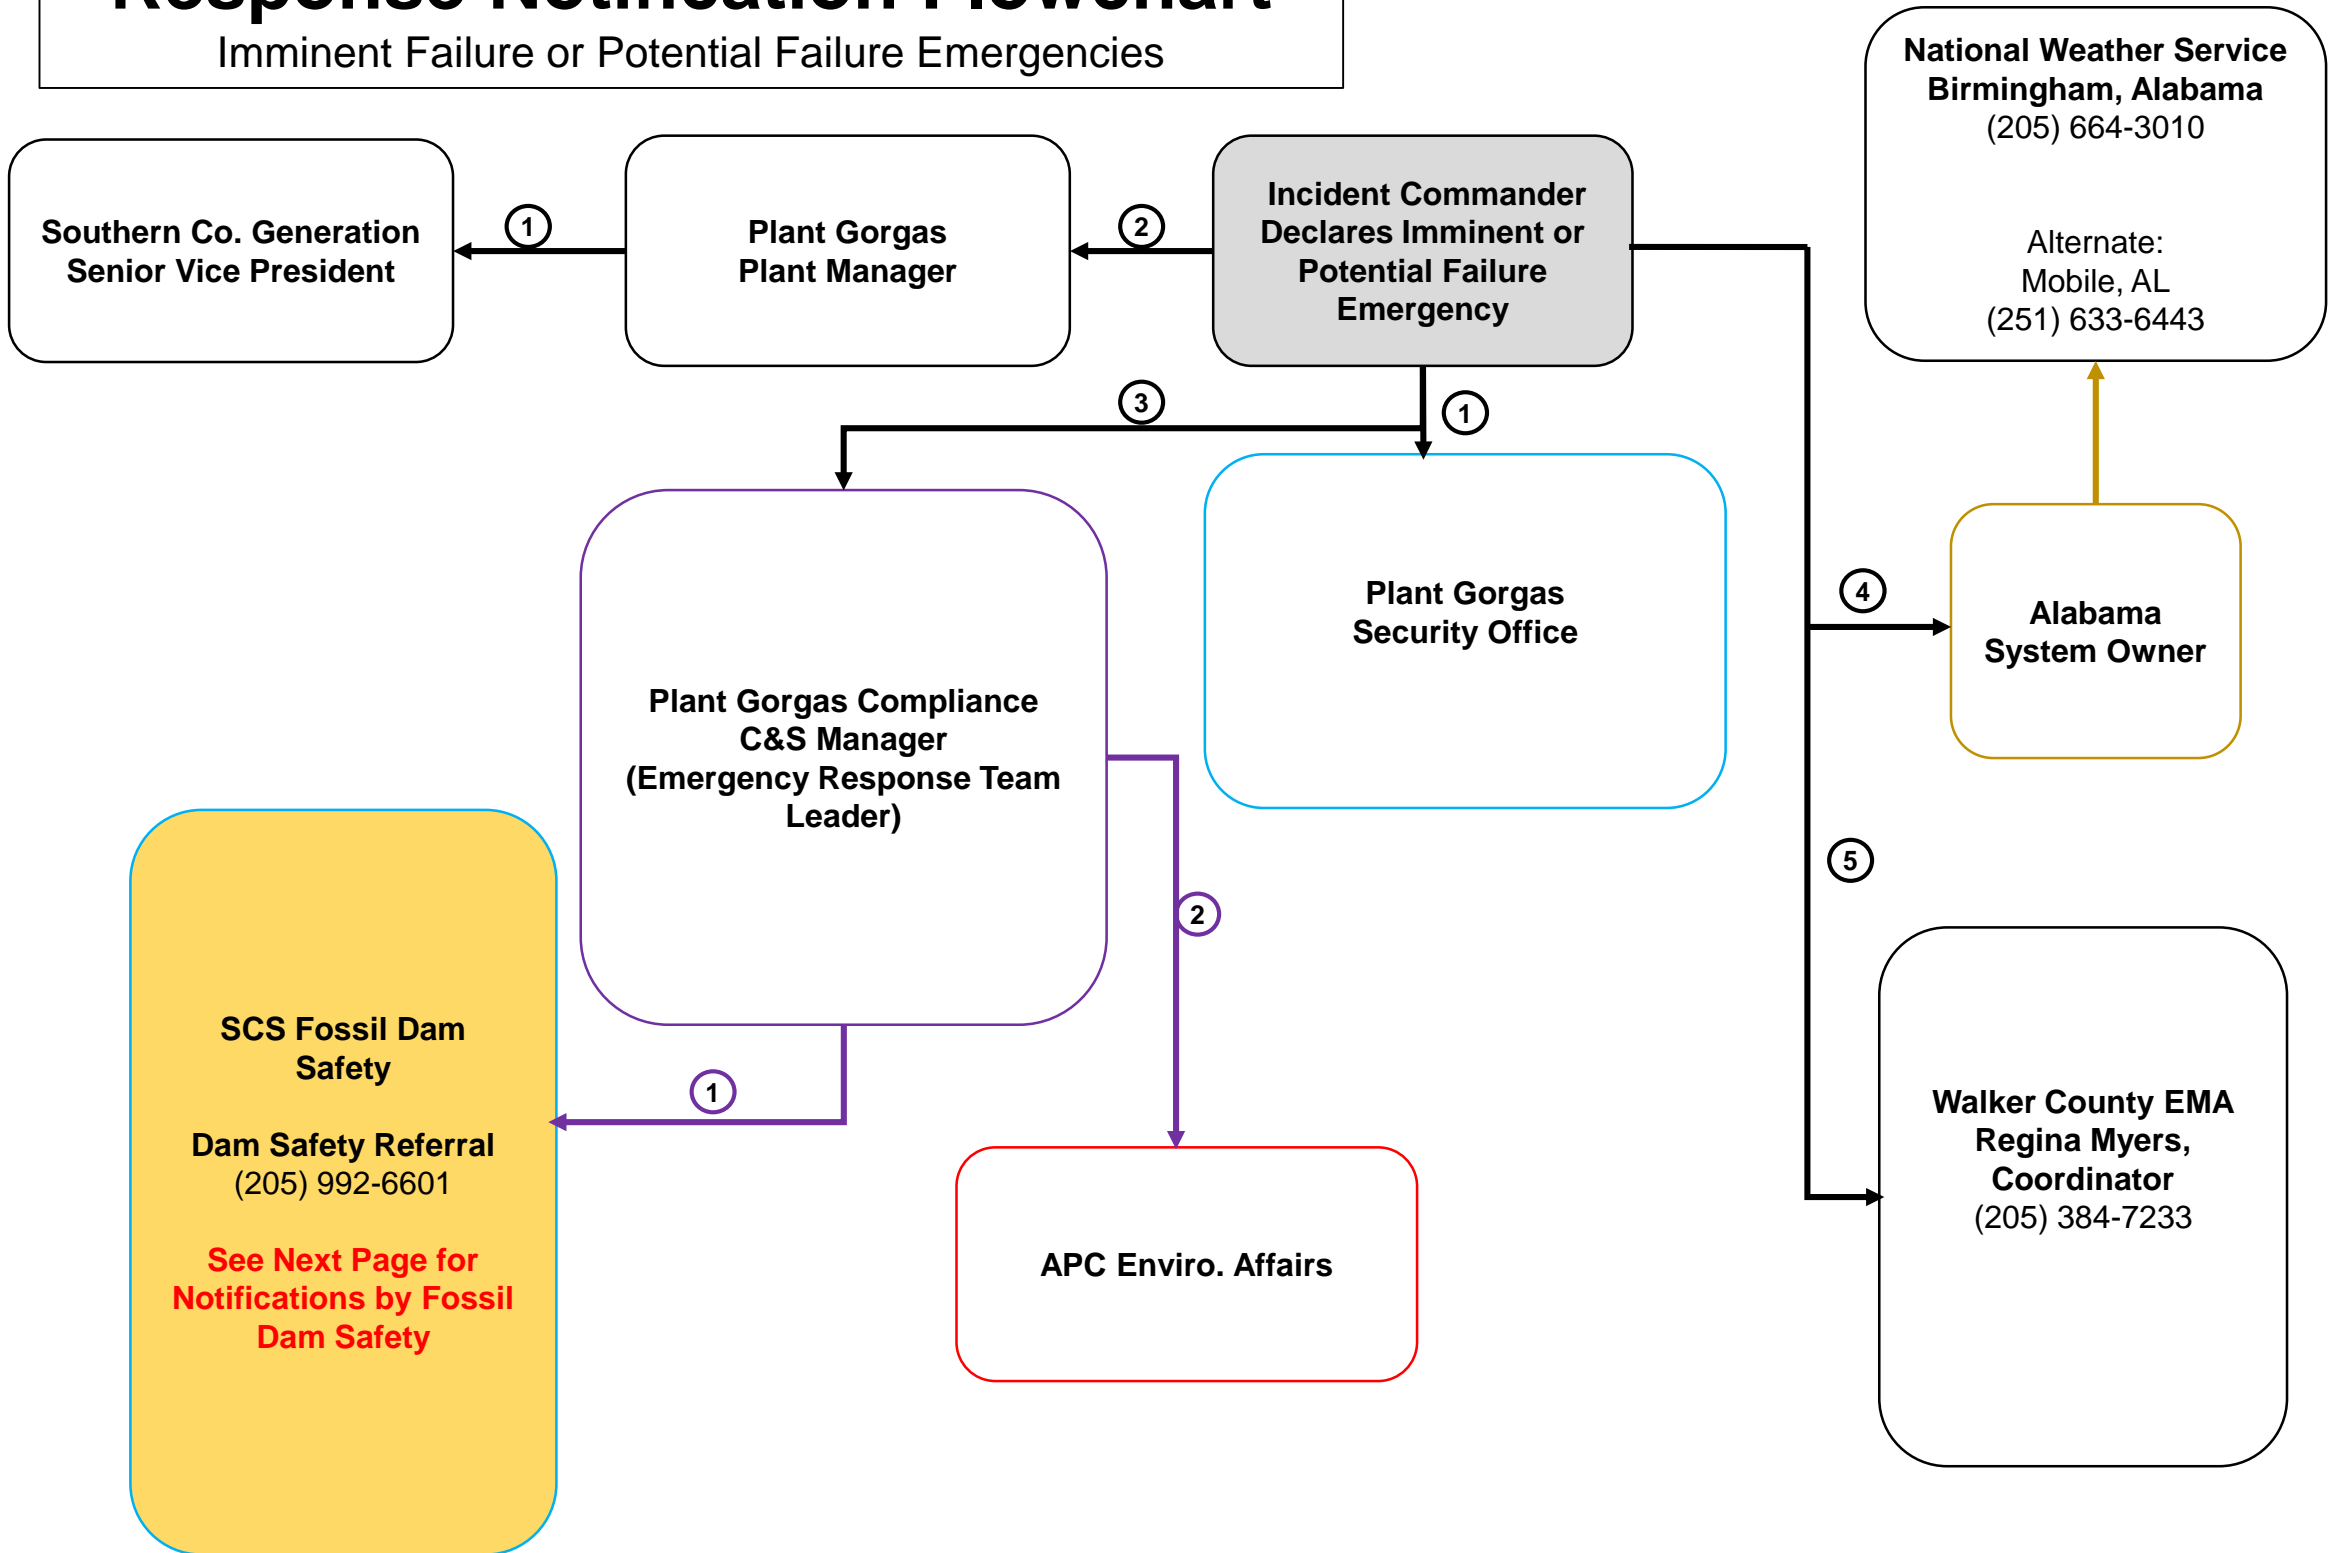 Response Notification Flowchart
Imminent Failure or Potential Failure Emergencies
National Weather Service
Birmingham, Alabama
(205) 664-3010
Alternate:
Mobile, AL
(251) 633-6443
Southern Co. Generation
Senior Vice President
1
Plant Gorgas
Plant Manager
2
Incident Commander
Declares Imminent or
Potential Failure
Emergency
3
1
Plant Gorgas
Security Office
4
Alabama
System Owner
Plant Gorgas Compliance
C&S Manager
(Emergency Response Team
Leader)
5
2
SCS Fossil Dam
Safety
Dam Safety Referral
(205) 992-6601
See Next Page for
Notifications by Fossil
Dam Safety
1
APC Enviro. Affairs
Walker County EMA
Regina Myers,
Coordinator
(205) 384-7233